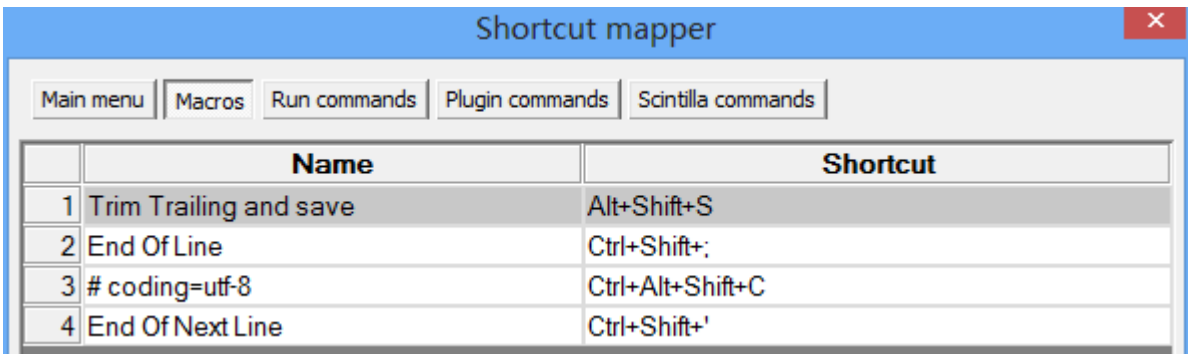 Shortcut mapper
Main menu Macros Run commands Plugin commands Scintilla commands
Name Shortcut
1 Trim Trailing and save Alt+Shift+S
2 End Of Line Ctrl+Shift+;
3 # coding=utf-8 Ctrl+Alt+Shift+C
4 End Of Next Line Ctrl+Shift+'